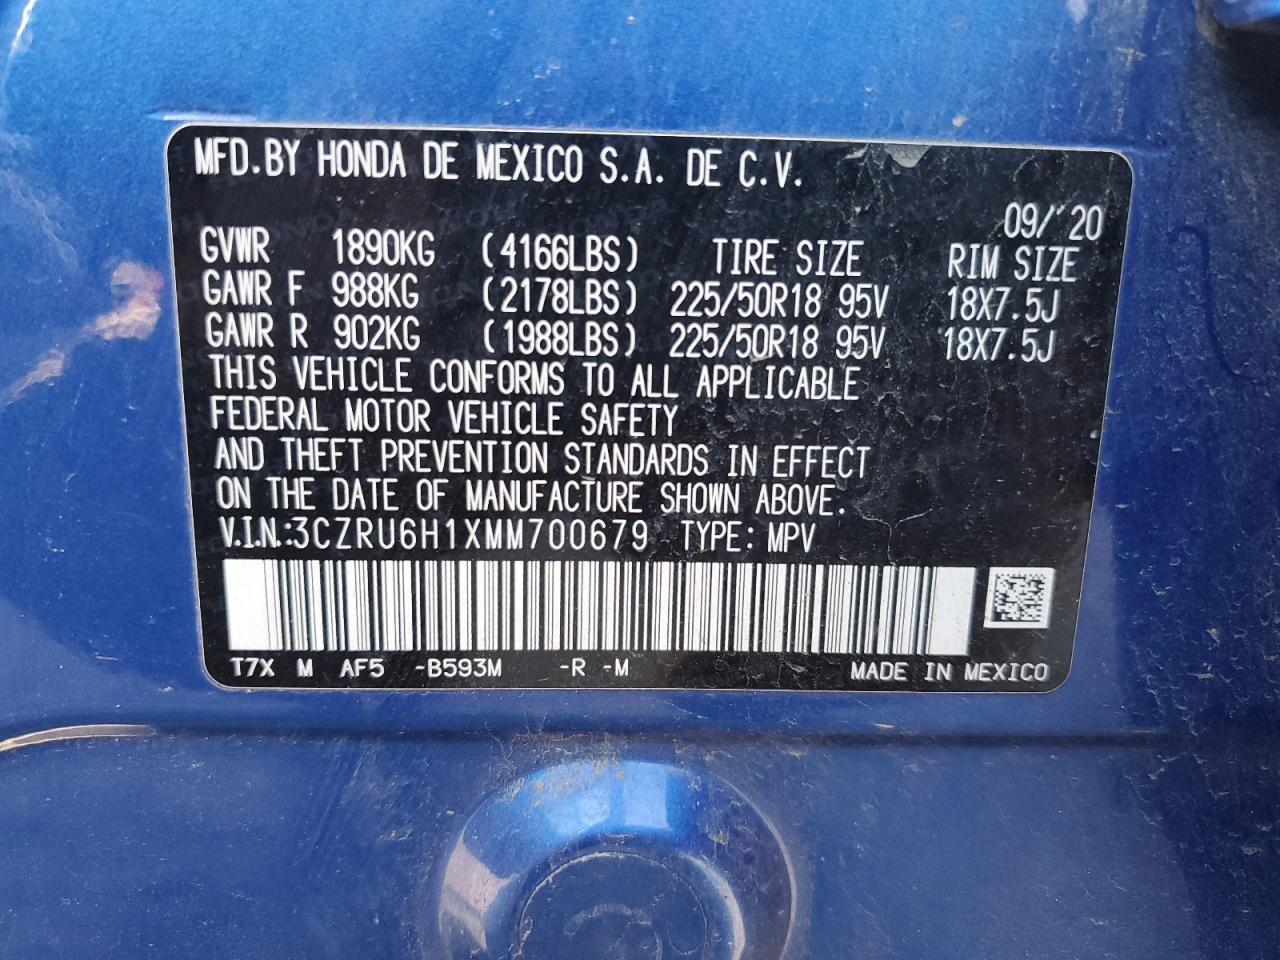 MFD.BY HONDA DE MEXICO S.A. DE C.V.
09/'20
GVWR 1890KG (4166LBS) TIRE SIZE RIM SIZE
GAWR F 988KG (2178LBS) 225/50R18 95V 18X7.5J
GAWR R 902KG (1988LBS) 225/50R18 95V 18X7.5J
THIS VEHICLE CONFORMS TO ALL APPLICABLE
FEDERAL MOTOR VEHICLE SAFETY
AND THEFT PREVENTION STANDARDS IN EFFECT
ON THE DATE OF MANUFACTURE SHOWN ABOVE.
V.I.N.:3CZRU6H1XMM700679 TYPE: MPV
T7X M AF5 -B593M -R -M MADE IN MEXICO